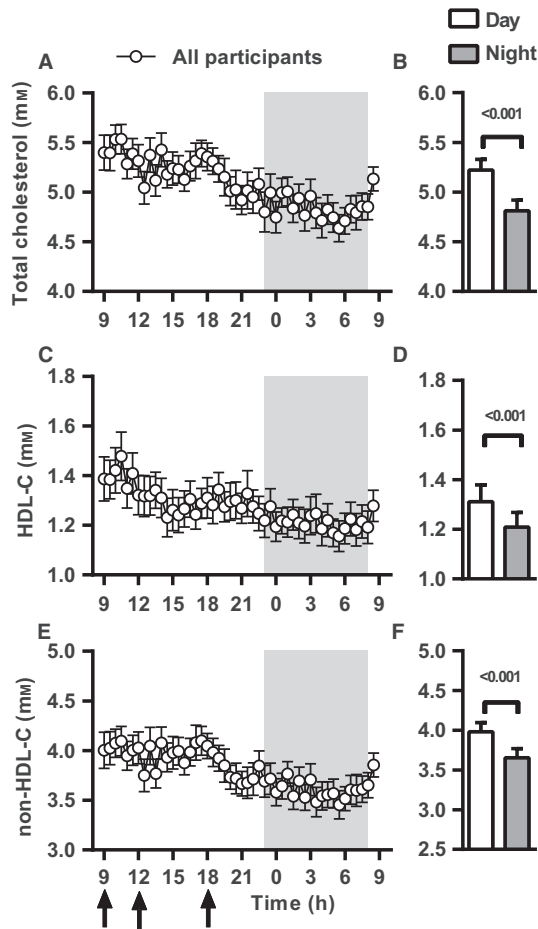 Day
Night
A
All participants
B
Total cholesterol (mM)
6.0
5.5
5.0
4.5
4.0
9 12 15 18 21 0 3 6 9
<0.001
6.0
5.5
5.0
4.5
4.0
C
HDL-C (mM)
1.8
1.6
1.4
1.2
1.0
9 12 15 18 21 0 3 6 9
D
<0.001
1.8
1.6
1.4
1.2
1.0
E
non-HDL-C (mM)
5.0
4.5
4.0
3.5
3.0
9 12 15 18 21 0 3 6 9
Time (h)
F
<0.001
5.0
4.5
4.0
3.5
3.0
2.5